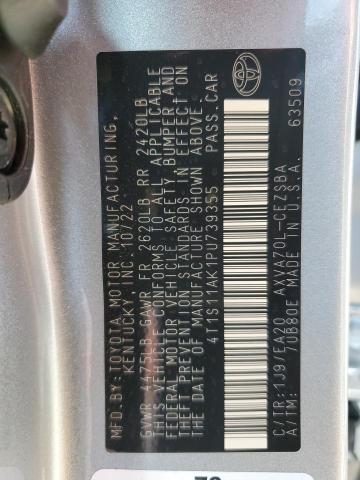 MFD.BY:TOYOTA MOTOR MANUFACTURING,
KENTUCKY, INC. 10/22
GVWR 4475LB GAWR FR 2620LB RR 2420LB
THIS VEHICLE CONFORMS TO ALL APPLICABLE
FEDERAL MOTOR VEHICLE SAFETY, BUMPER, AND
THEFT PREVENTION STANDARDS IN EFFECT ON
THE DATE OF MANUFACTURE SHOWN ABOVE.
4T1S11AK1PU739355 PASS.CAR
C/TR:1J9/EA20 AXVA70L-CEZSBA
A/TM: 70B80E MADE IN U.S.A.
63509